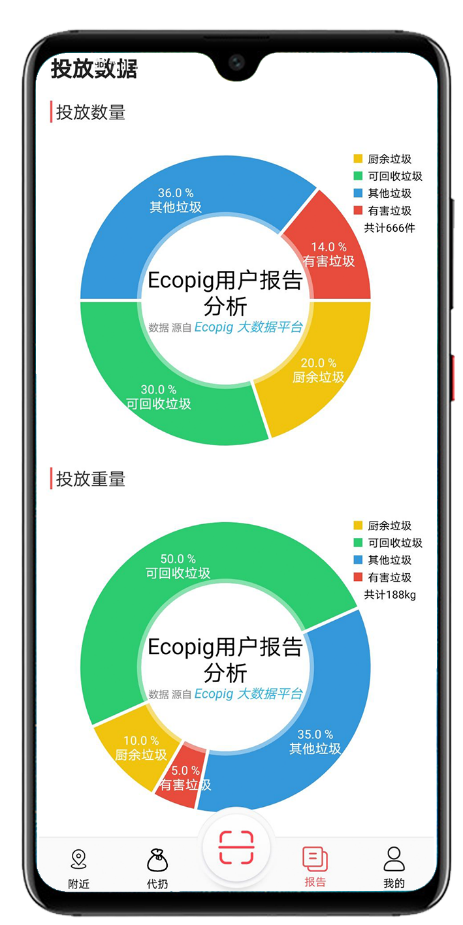 投放数据
投放数量
厨余垃圾
可回收垃圾
其他垃圾
有害垃圾
共计666件
36.0 %
其他垃圾
14.0 %
有害垃圾
Ecopig用户报告
分析
数据 源自 Ecopig 大数据平台
20.0 %
厨余垃圾
30.0 %
可回收垃圾
投放重量
厨余垃圾
可回收垃圾
其他垃圾
有害垃圾
共计188kg
50.0 %
可回收垃圾
Ecopig用户报告
分析
数据 源自 Ecopig 大数据平台
35.0 %
其他垃圾
10.0 %
厨余垃圾
5.0 %
有害垃圾
附近
代扔
报告
我的